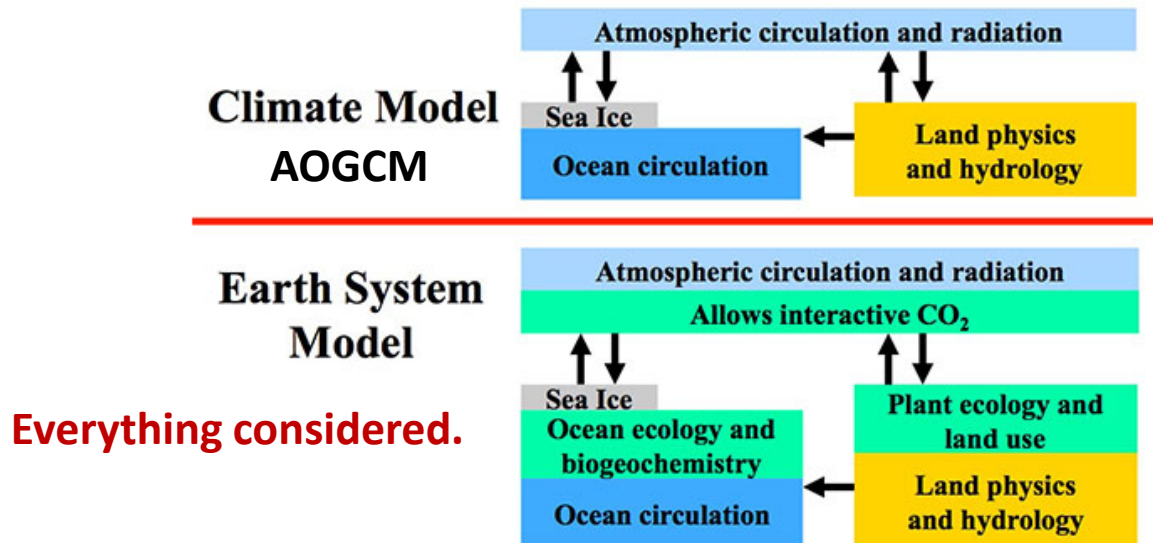 Atmospheric circulation and radiation
Climate Model
AOGCM
Sea Ice
Ocean circulation
Land physics
and hydrology
Earth System
Model
Everything considered.
Atmospheric circulation and radiation
Allows interactive CO₂
Sea Ice
Ocean ecology and
biogeochemistry
Ocean circulation
Plant ecology and
land use
Land physics
and hydrology